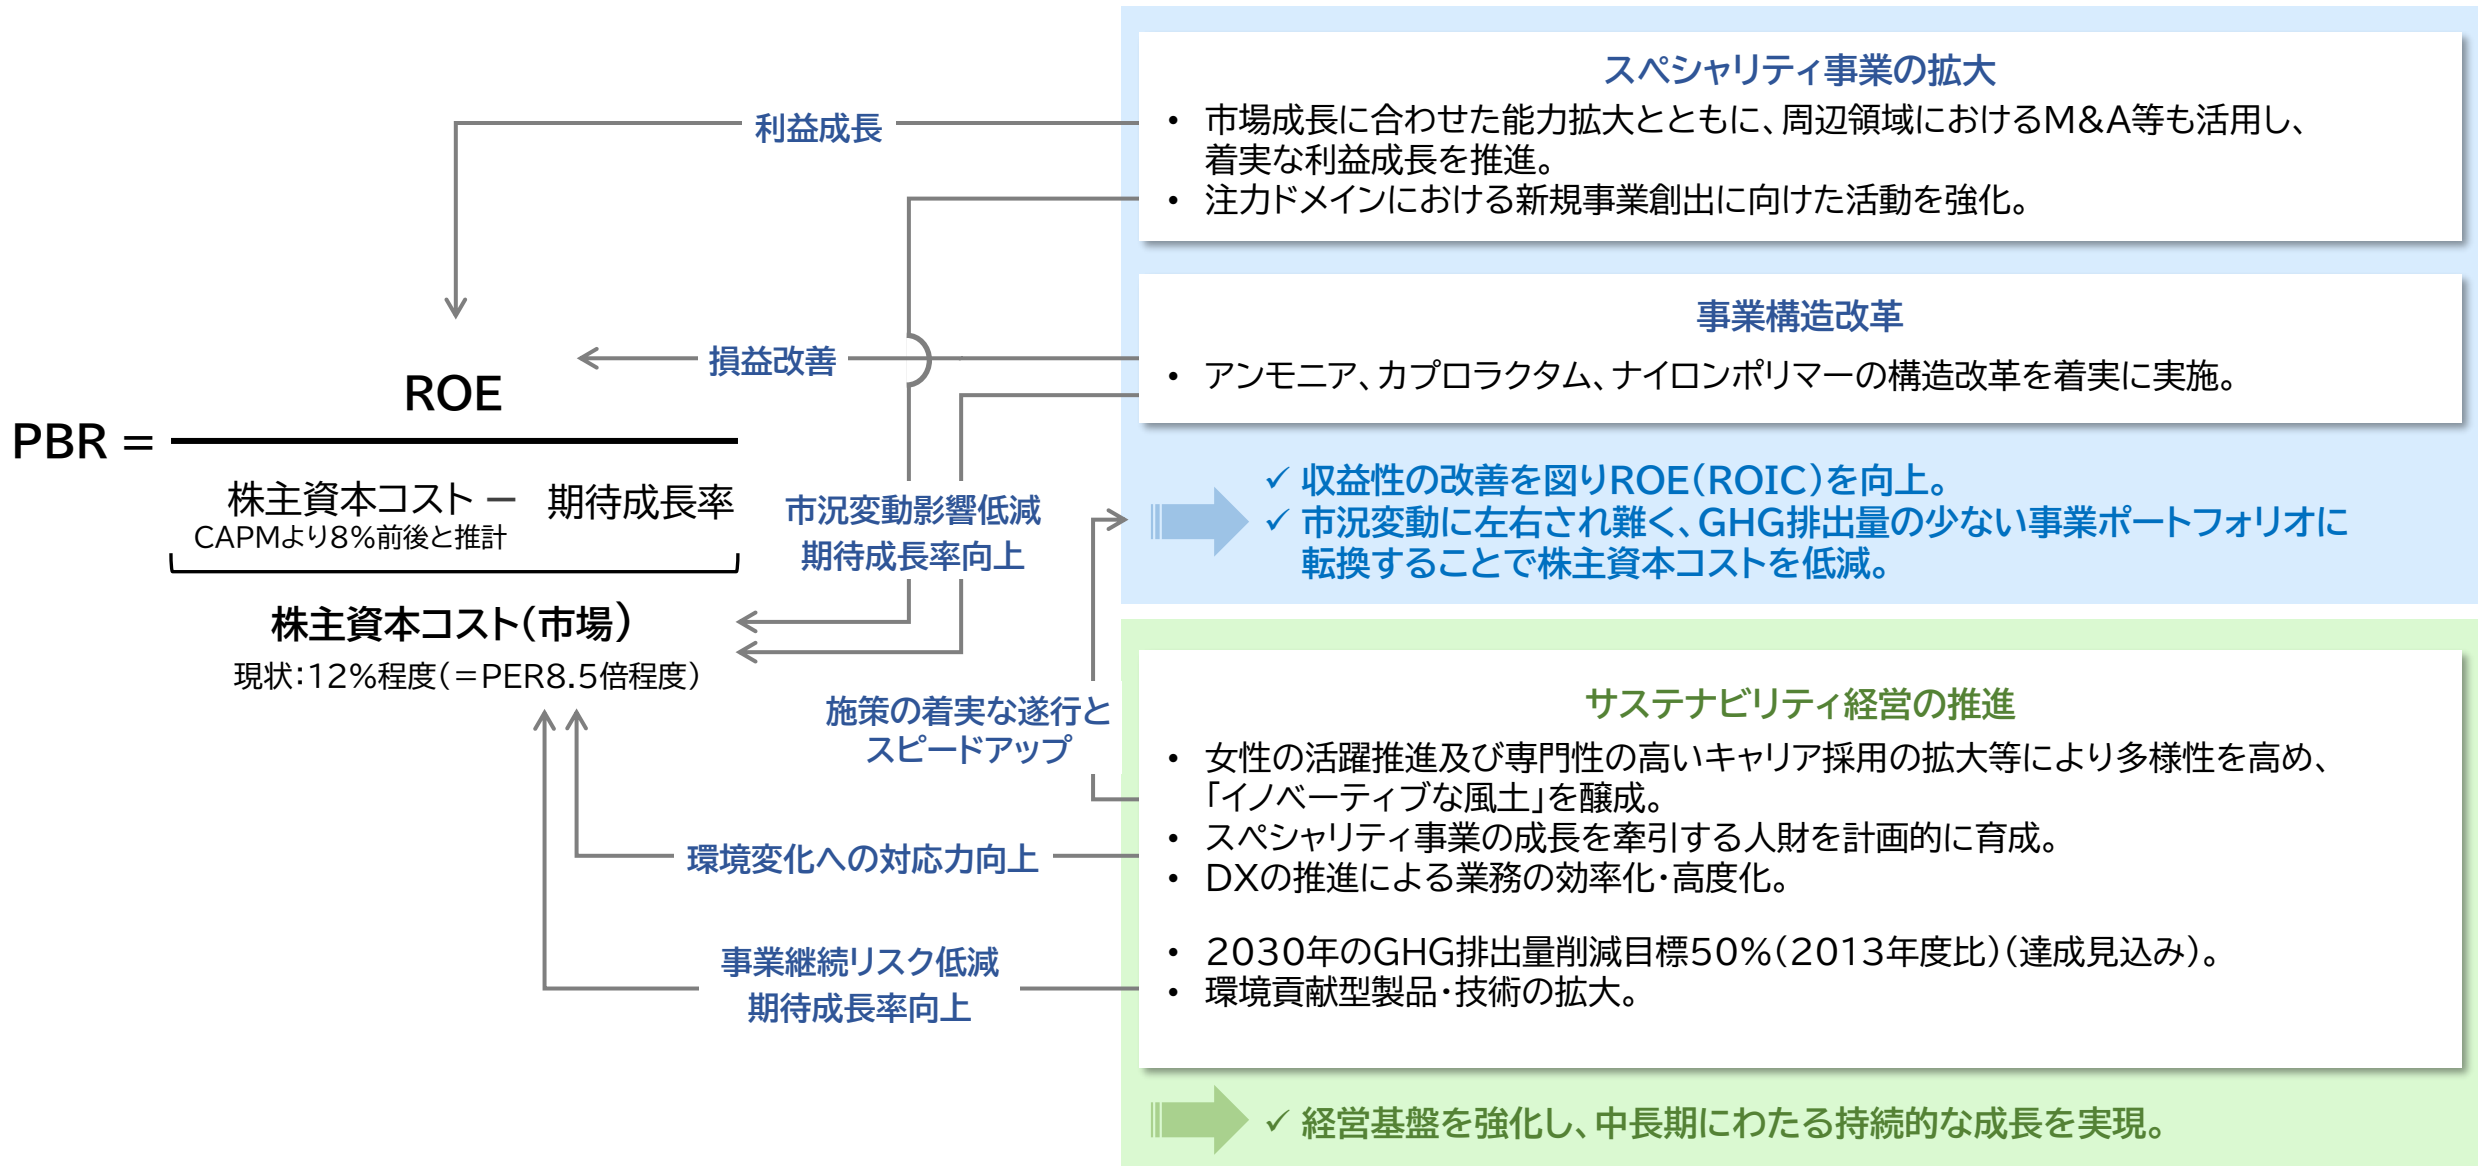 PBR =
ROE
株主資本コスト − 期待成長率
CAPMより8%前後と推計
株主資本コスト(市場)
現状:12%程度(=PER8.5倍程度)
利益成長
損益改善
市況変動影響低減
期待成長率向上
施策の着実な遂行と
スピードアップ
環境変化への対応力向上
事業継続リスク低減
期待成長率向上
スペシャリティ事業の拡大
• 市場成長に合わせた能力拡大とともに、周辺領域におけるM&A等も活用し、
着実な利益成長を推進。
• 注力ドメインにおける新規事業創出に向けた活動を強化。
事業構造改革
• アンモニア、カプロラクタム、ナイロンポリマーの構造改革を着実に実施。
✓ 収益性の改善を図りROE(ROIC)を向上。
✓ 市況変動に左右され難く、GHG排出量の少ない事業ポートフォリオに
転換することで株主資本コストを低減。
サステナビリティ経営の推進
• 女性の活躍推進及び専門性の高いキャリア採用の拡大等により多様性を高め、
「イノベーティブな風土」を醸成。
• スペシャリティ事業の成長を牽引する人財を計画的に育成。
• DXの推進による業務の効率化・高度化。
• 2030年のGHG排出量削減目標50%(2013年度比)(達成見込み)。
• 環境貢献型製品・技術の拡大。
✓ 経営基盤を強化し、中長期にわたる持続的な成長を実現。